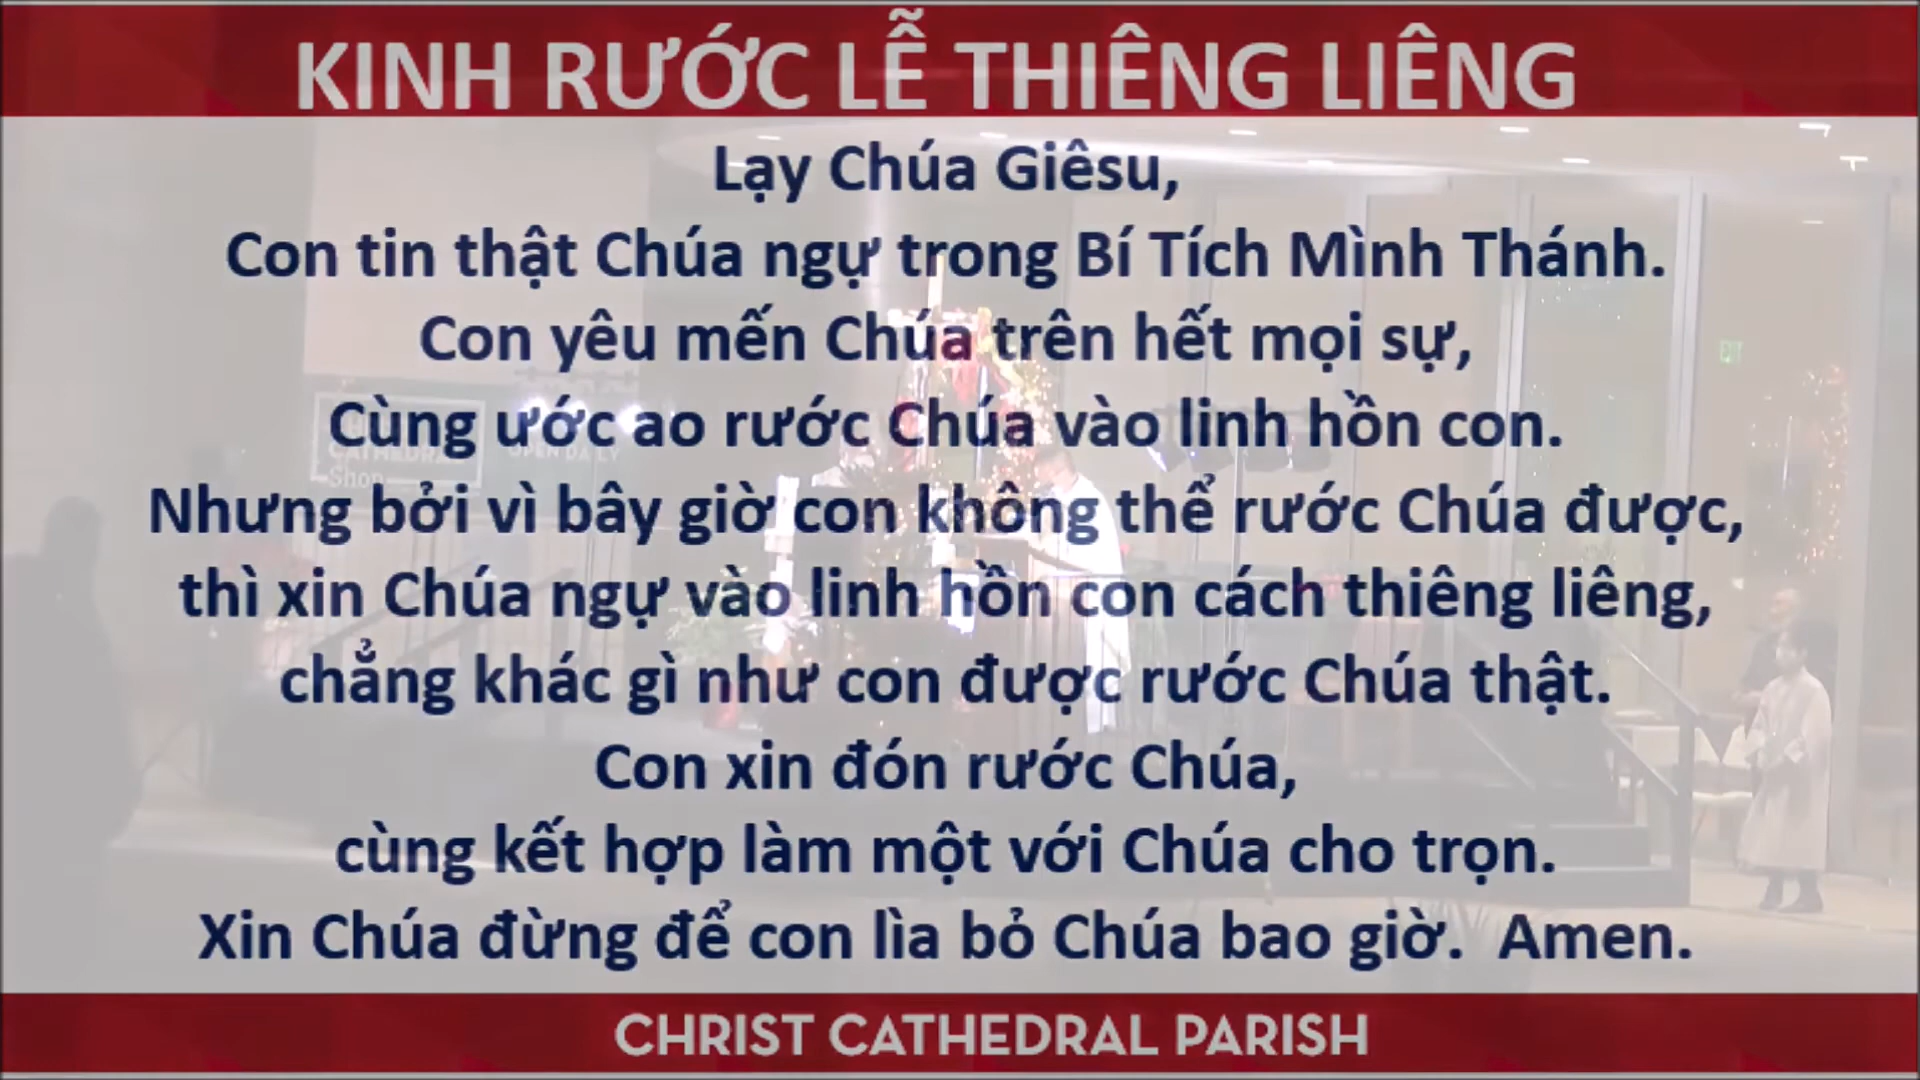 KINH RƯỚC LỄ THIÊNG LIÊNG
Lạy Chúa Giêsu,
Con tin thật Chúa ngự trong Bí Tích Mình Thánh.
Con yêu mến Chúa trên hết mọi sự,
Cùng ước ao rước Chúa vào linh hồn con.
CATHEDRAL
Shop
OPEN DAILY
Nhưng bởi vì bây giờ con không thể rước Chúa được,
thì xin Chúa ngự vào linh hồn con cách thiêng liêng,
chẳng khác gì như con được rước Chúa thật.
Con xin đón rước Chúa,
cùng kết hợp làm một với Chúa cho trọn.
Xin Chúa đừng để con lìa bỏ Chúa bao giờ.  Amen.
CHRIST CATHEDRAL PARISH